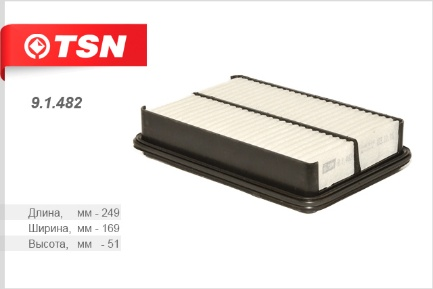 TSN
9.1.482
Длина, мм - 249
Ширина, мм - 169
Высота, мм - 51